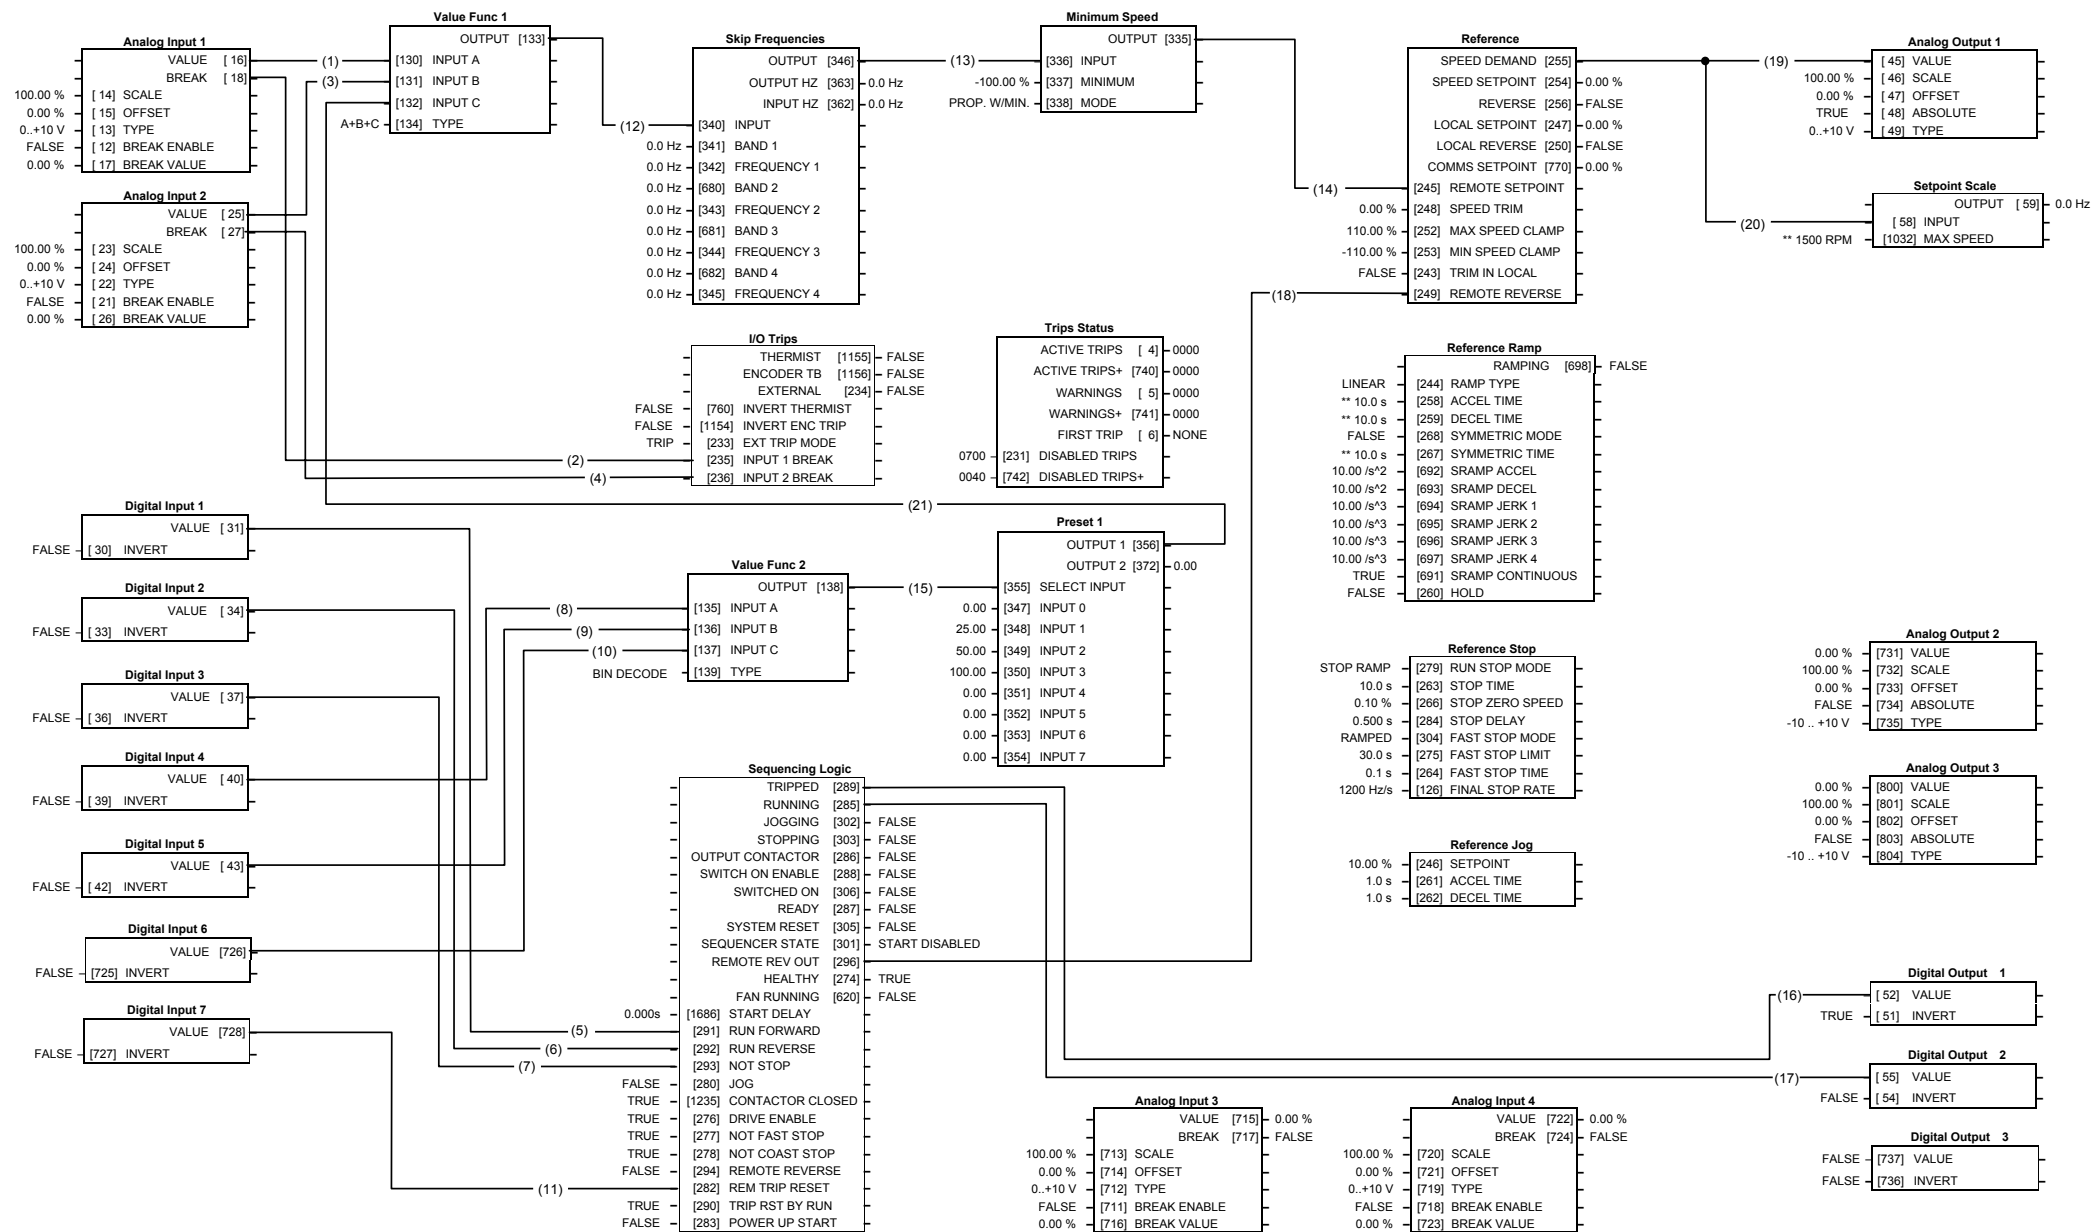 Analog Input 1
VALUE [ 16]
BREAK [ 18]
100.00 % [ 14] SCALE
0.00 % [ 15] OFFSET
0..+10 V [ 13] TYPE
FALSE [ 12] BREAK ENABLE
0.00 % [ 17] BREAK VALUE
Analog Input 2
VALUE [ 25]
BREAK [ 27]
100.00 % [ 23] SCALE
0.00 % [ 24] OFFSET
0..+10 V [ 22] TYPE
FALSE [ 21] BREAK ENABLE
0.00 % [ 26] BREAK VALUE
(1)
(3)
Value Func 1
OUTPUT [133]
[130] INPUT A
[131] INPUT B
[132] INPUT C
A+B+C [134] TYPE
(12)
Skip Frequencies
OUTPUT [346]
OUTPUT HZ [363] 0.0 Hz
INPUT HZ [362] 0.0 Hz
[340] INPUT
0.0 Hz [341] BAND 1
0.0 Hz [342] FREQUENCY 1
0.0 Hz [680] BAND 2
0.0 Hz [343] FREQUENCY 2
0.0 Hz [681] BAND 3
0.0 Hz [344] FREQUENCY 3
0.0 Hz [682] BAND 4
0.0 Hz [345] FREQUENCY 4
(13)
Minimum Speed
OUTPUT [335]
[336] INPUT
-100.00 % [337] MINIMUM
PROP. W/MIN. [338] MODE
(14)
(18)
Reference
SPEED DEMAND [255]
SPEED SETPOINT [254] 0.00 %
REVERSE [256] FALSE
LOCAL SETPOINT [247] 0.00 %
LOCAL REVERSE [250] FALSE
COMMS SETPOINT [770] 0.00 %
[245] REMOTE SETPOINT
0.00 % [248] SPEED TRIM
110.00 % [252] MAX SPEED CLAMP
-110.00 % [253] MIN SPEED CLAMP
FALSE [243] TRIM IN LOCAL
[249] REMOTE REVERSE
(19)
(20)
Analog Output 1
[ 45] VALUE
100.00 % [ 46] SCALE
0.00 % [ 47] OFFSET
TRUE [ 48] ABSOLUTE
0..+10 V [ 49] TYPE
Setpoint Scale
OUTPUT [ 59] 0.0 Hz
[ 58] INPUT
** 1500 RPM [1032] MAX SPEED
I/O Trips
THERMIST [1155] FALSE
ENCODER TB [1156] FALSE
EXTERNAL [234] FALSE
FALSE [760] INVERT THERMIST
FALSE [1154] INVERT ENC TRIP
TRIP [233] EXT TRIP MODE
(2) [235] INPUT 1 BREAK
(4) [236] INPUT 2 BREAK
Trips Status
ACTIVE TRIPS [ 4] 0000
ACTIVE TRIPS+ [740] 0000
WARNINGS [ 5] 0000
WARNINGS+ [741] 0000
FIRST TRIP [ 6] NONE
0700 [231] DISABLED TRIPS
0040 [742] DISABLED TRIPS+
(21)
Reference Ramp
RAMPING [698] FALSE
LINEAR [244] RAMP TYPE
** 10.0 s [258] ACCEL TIME
** 10.0 s [259] DECEL TIME
FALSE [268] SYMMETRIC MODE
** 10.0 s [267] SYMMETRIC TIME
10.00 /s^2 [692] SRAMP ACCEL
10.00 /s^2 [693] SRAMP DECEL
10.00 /s^3 [694] SRAMP JERK 1
10.00 /s^3 [695] SRAMP JERK 2
10.00 /s^3 [696] SRAMP JERK 3
10.00 /s^3 [697] SRAMP JERK 4
TRUE [691] SRAMP CONTINUOUS
FALSE [260] HOLD
Digital Input 1
VALUE [ 31]
FALSE [ 30] INVERT
Digital Input 2
VALUE [ 34]
FALSE [ 33] INVERT
Digital Input 3
VALUE [ 37]
FALSE [ 36] INVERT
Digital Input 4
VALUE [ 40]
FALSE [ 39] INVERT
Digital Input 5
VALUE [ 43]
FALSE [ 42] INVERT
Digital Input 6
VALUE [726]
FALSE [725] INVERT
Digital Input 7
VALUE [728]
FALSE [727] INVERT
Value Func 2
OUTPUT [138]
(8) [135] INPUT A
(9) [136] INPUT B
(10) [137] INPUT C
BIN DECODE [139] TYPE
(15)
Preset 1
OUTPUT 1 [356]
OUTPUT 2 [372] 0.00
[355] SELECT INPUT
0.00 [347] INPUT 0
25.00 [348] INPUT 1
50.00 [349] INPUT 2
100.00 [350] INPUT 3
0.00 [351] INPUT 4
0.00 [352] INPUT 5
0.00 [353] INPUT 6
0.00 [354] INPUT 7
Reference Stop
STOP RAMP [279] RUN STOP MODE
10.0 s [263] STOP TIME
0.10 % [266] STOP ZERO SPEED
0.500 s [284] STOP DELAY
RAMPED [304] FAST STOP MODE
30.0 s [275] FAST STOP LIMIT
0.1 s [264] FAST STOP TIME
1200 Hz/s [126] FINAL STOP RATE
Reference Jog
10.00 % [246] SETPOINT
1.0 s [261] ACCEL TIME
1.0 s [262] DECEL TIME
Analog Output 2
0.00 % [731] VALUE
100.00 % [732] SCALE
0.00 % [733] OFFSET
FALSE [734] ABSOLUTE
-10 .. +10 V [735] TYPE
Analog Output 3
0.00 % [800] VALUE
100.00 % [801] SCALE
0.00 % [802] OFFSET
FALSE [803] ABSOLUTE
-10 .. +10 V [804] TYPE
Sequencing Logic
TRIPPED [289]
RUNNING [285]
JOGGING [302] FALSE
STOPPING [303] FALSE
OUTPUT CONTACTOR [286] FALSE
SWITCH ON ENABLE [288] FALSE
SWITCHED ON [306] FALSE
READY [287] FALSE
SYSTEM RESET [305] FALSE
SEQUENCER STATE [301] START DISABLED
REMOTE REV OUT [296]
HEALTHY [274] TRUE
FAN RUNNING [620] FALSE
0.000s [1686] START DELAY
(5) [291] RUN FORWARD
(6) [292] RUN REVERSE
(7) [293] NOT STOP
FALSE [280] JOG
TRUE [1235] CONTACTOR CLOSED
TRUE [276] DRIVE ENABLE
TRUE [277] NOT FAST STOP
TRUE [278] NOT COAST STOP
FALSE [294] REMOTE REVERSE
(11) [282] REM TRIP RESET
TRUE [290] TRIP RST BY RUN
FALSE [283] POWER UP START
Analog Input 3
VALUE [715] 0.00 %
BREAK [717] FALSE
100.00 % [713] SCALE
0.00 % [714] OFFSET
0..+10 V [712] TYPE
FALSE [711] BREAK ENABLE
0.00 % [716] BREAK VALUE
Analog Input 4
VALUE [722] 0.00 %
BREAK [724] FALSE
100.00 % [720] SCALE
0.00 % [721] OFFSET
0..+10 V [719] TYPE
FALSE [718] BREAK ENABLE
0.00 % [723] BREAK VALUE
Digital Output 1
(16) [ 52] VALUE
TRUE [ 51] INVERT
Digital Output 2
(17) [ 55] VALUE
FALSE [ 54] INVERT
Digital Output 3
FALSE [737] VALUE
FALSE [736] INVERT